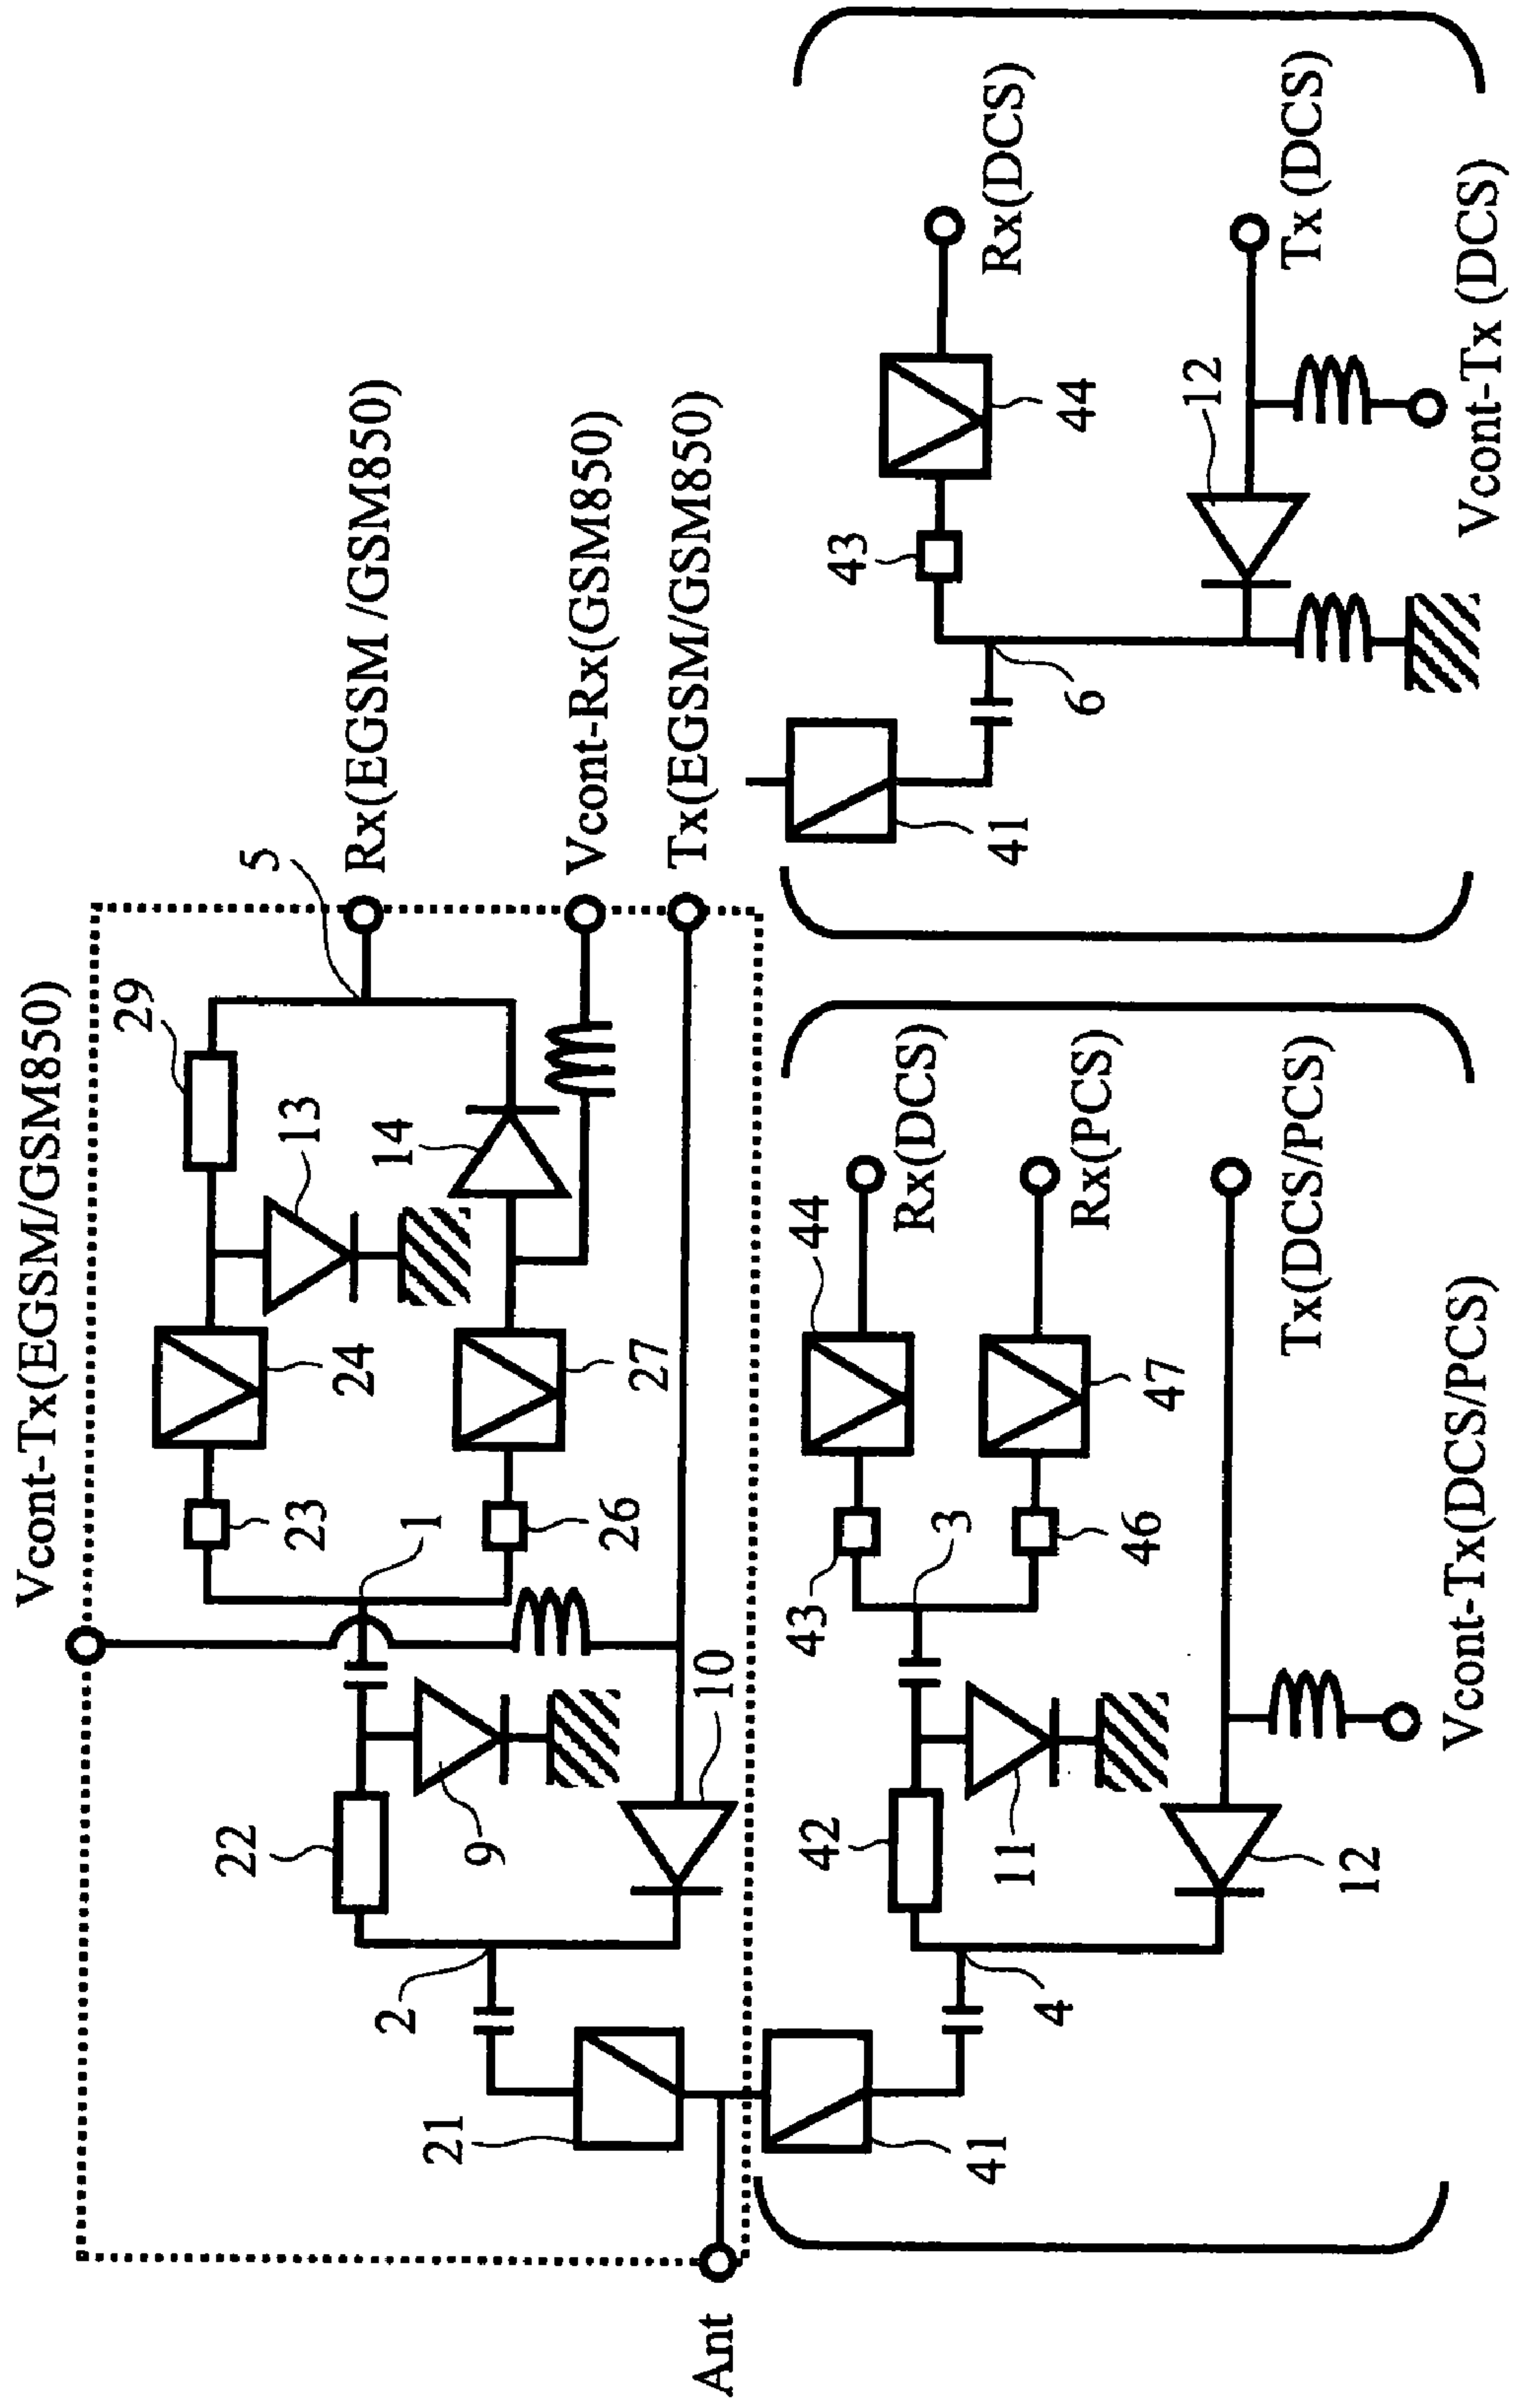 Vcont-Tx(EGSM/GSM850)
29
5
13
Rx(EGSM /GSM850)
24
14
23
Vcont-Rx(GSM850)
1
27
26
Tx(EGSM/GSM850)
22
9
10
2
21
Ant
44
Rx(DCS)
43
3
47
Rx(PCS)
46
42
11
Tx(DCS/PCS)
12
4
41
Vcont-Tx(DCS/PCS)
43
44
Rx(DCS)
6
41
12
Tx (DCS)
Vcont-Tx (DCS)